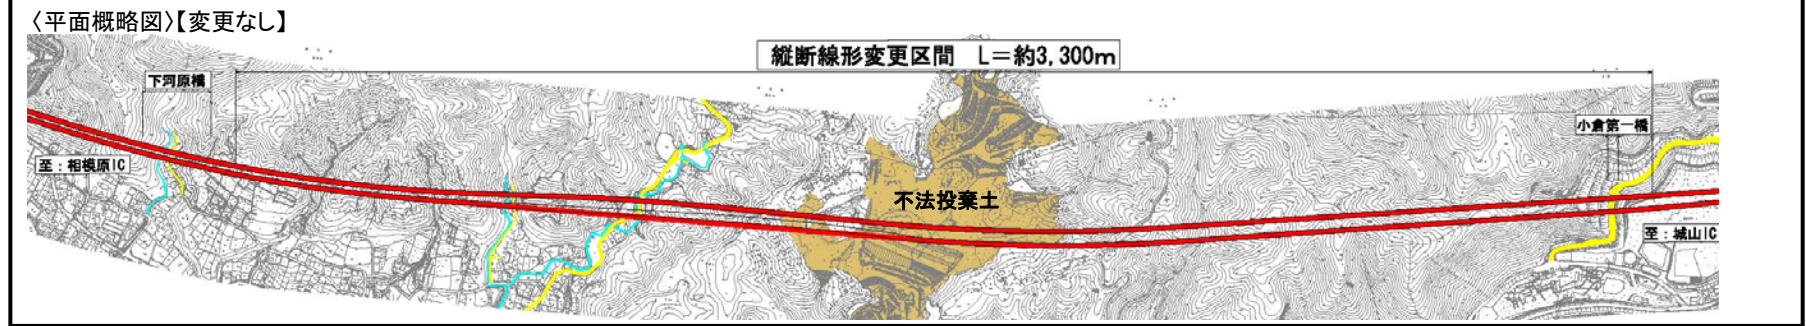 〈平面概略図〉【変更なし】
縦断線形変更区間 L=約3,300m
下河原橋
小倉第一橋
至：相模原IC
不法投棄土
至：城山IC